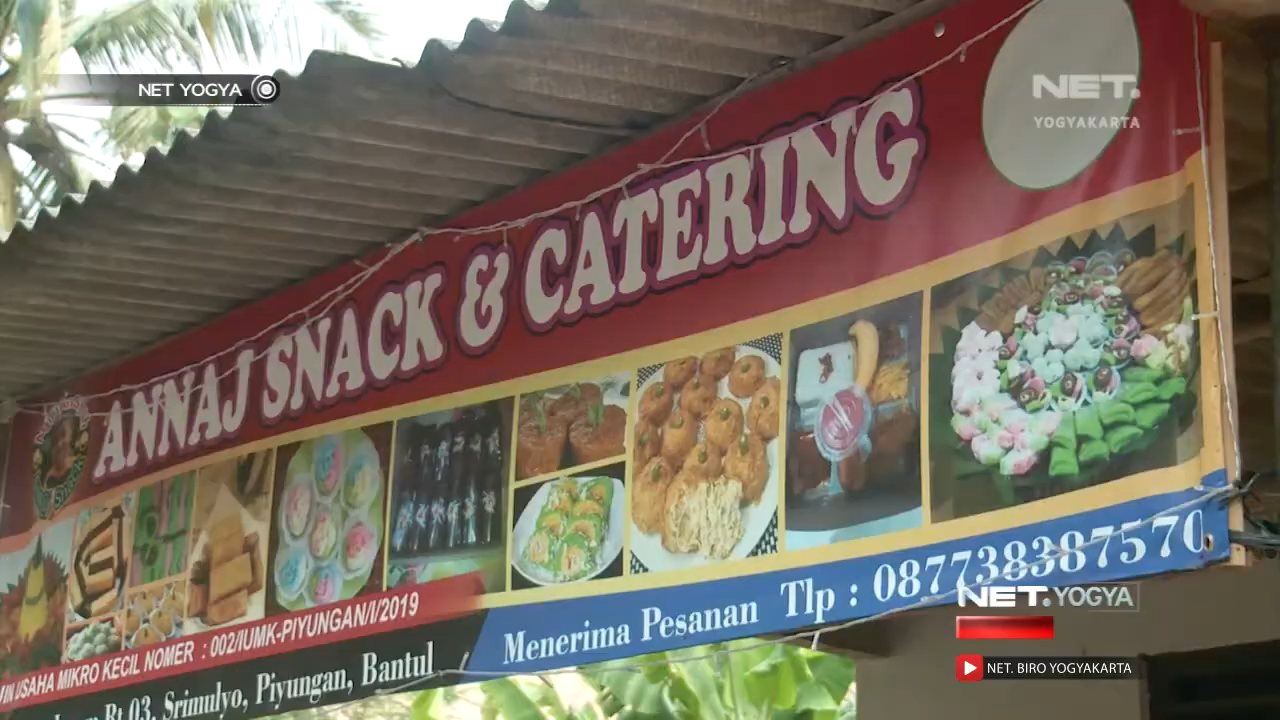 NET YOGYA
NET.
YOGYAKARTA
ANNAJ SNACK & CATERING
USAHA MIKRO KECIL NOMER : 002/IUMK-PIYUNGAN/I/2019
Rt 03, Srimulyo, Piyungan, Bantul
Menerima Pesanan Tlp : 087738387570
NET. YOGYA
NET. BIRO YOGYAKARTA